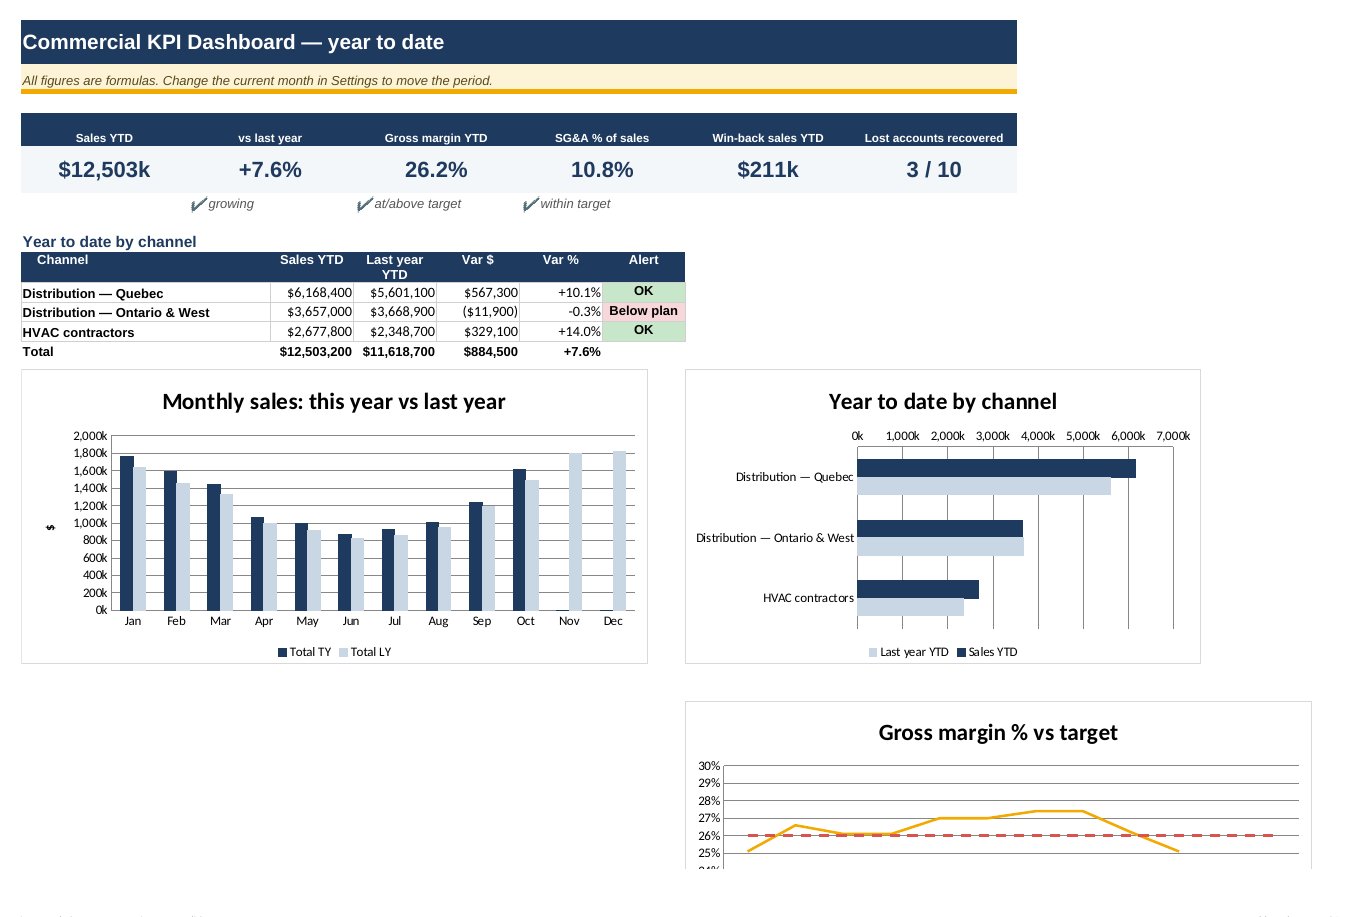 Commercial KPI Dashboard — year to date
All figures are formulas. Change the current month in Settings to move the period.
Sales YTD vs last year Gross margin YTD SG&A % of sales Win-back sales YTD Lost accounts recovered
$12,503k +7.6% 26.2% 10.8% $211k 3 / 10
✔ growing ✔ at/above target ✔ within target
Year to date by channel
Channel Sales YTD Last year YTD Var $ Var % Alert
Distribution — Quebec $6,168,400 $5,601,100 $567,300 +10.1% OK
Distribution — Ontario & West $3,657,000 $3,668,900 ($11,900) -0.3% Below plan
HVAC contractors $2,677,800 $2,348,700 $329,100 +14.0% OK
Total $12,503,200 $11,618,700 $884,500 +7.6%
Monthly sales: this year vs last year
2,000k
1,800k
1,600k
1,400k
1,200k
1,000k
800k
600k
400k
200k
0k
$
Jan Feb Mar Apr May Jun Jul Aug Sep Oct Nov Dec
Total TY Total LY
Year to date by channel
0k 1,000k 2,000k 3,000k 4,000k 5,000k 6,000k 7,000k
Distribution — Quebec
Distribution — Ontario & West
HVAC contractors
Last year YTD Sales YTD
Gross margin % vs target
30%
29%
28%
27%
26%
25%